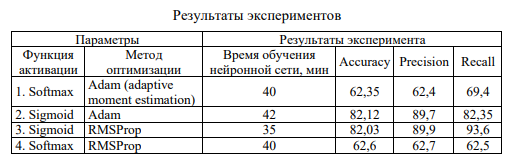 Результаты экспериментов
Параметры Результаты эксперимента
Функция активации Метод оптимизации Время обучения нейронной сети, мин Accuracy Precision Recall
1. Softmax Adam (adaptive moment estimation) 40 62,35 62,4 69,4
2. Sigmoid Adam 42 82,12 89,7 82,35
3. Sigmoid RMSProp 35 82,03 89,9 93,6
4. Softmax RMSProp 40 62,6 62,7 62,5